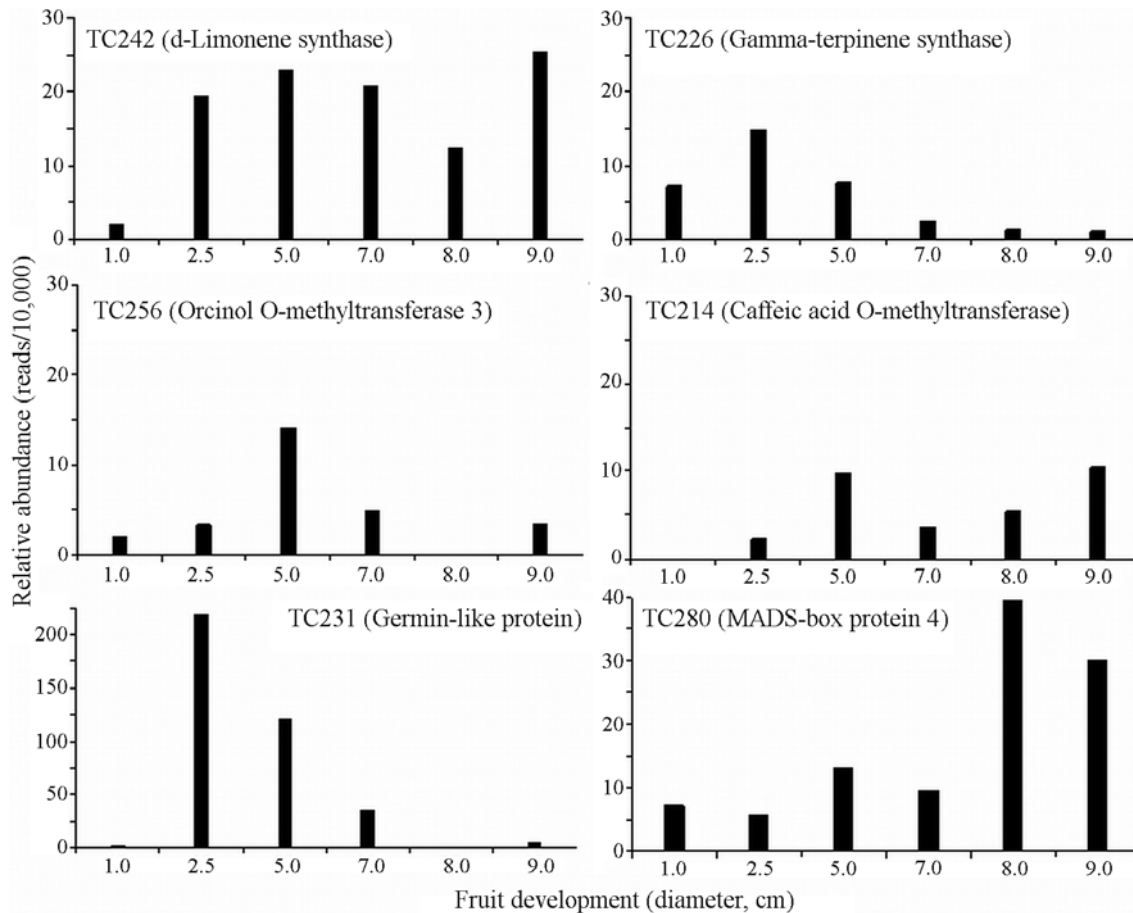 Relative abundance (reads/10,000)
TC242 (d-Limonene synthase)
30
20
10
0
1.0 2.5 5.0 7.0 8.0 9.0
TC226 (Gamma-terpinene synthase)
30
20
10
0
1.0 2.5 5.0 7.0 8.0 9.0
TC256 (Orcinol O-methyltransferase 3)
30
20
10
0
1.0 2.5 5.0 7.0 8.0 9.0
TC214 (Caffeic acid O-methyltransferase)
30
20
10
0
1.0 2.5 5.0 7.0 8.0 9.0
TC231 (Germin-like protein)
200
150
100
50
0
1.0 2.5 5.0 7.0 8.0 9.0
TC280 (MADS-box protein 4)
40
30
20
10
0
1.0 2.5 5.0 7.0 8.0 9.0
Fruit development (diameter, cm)